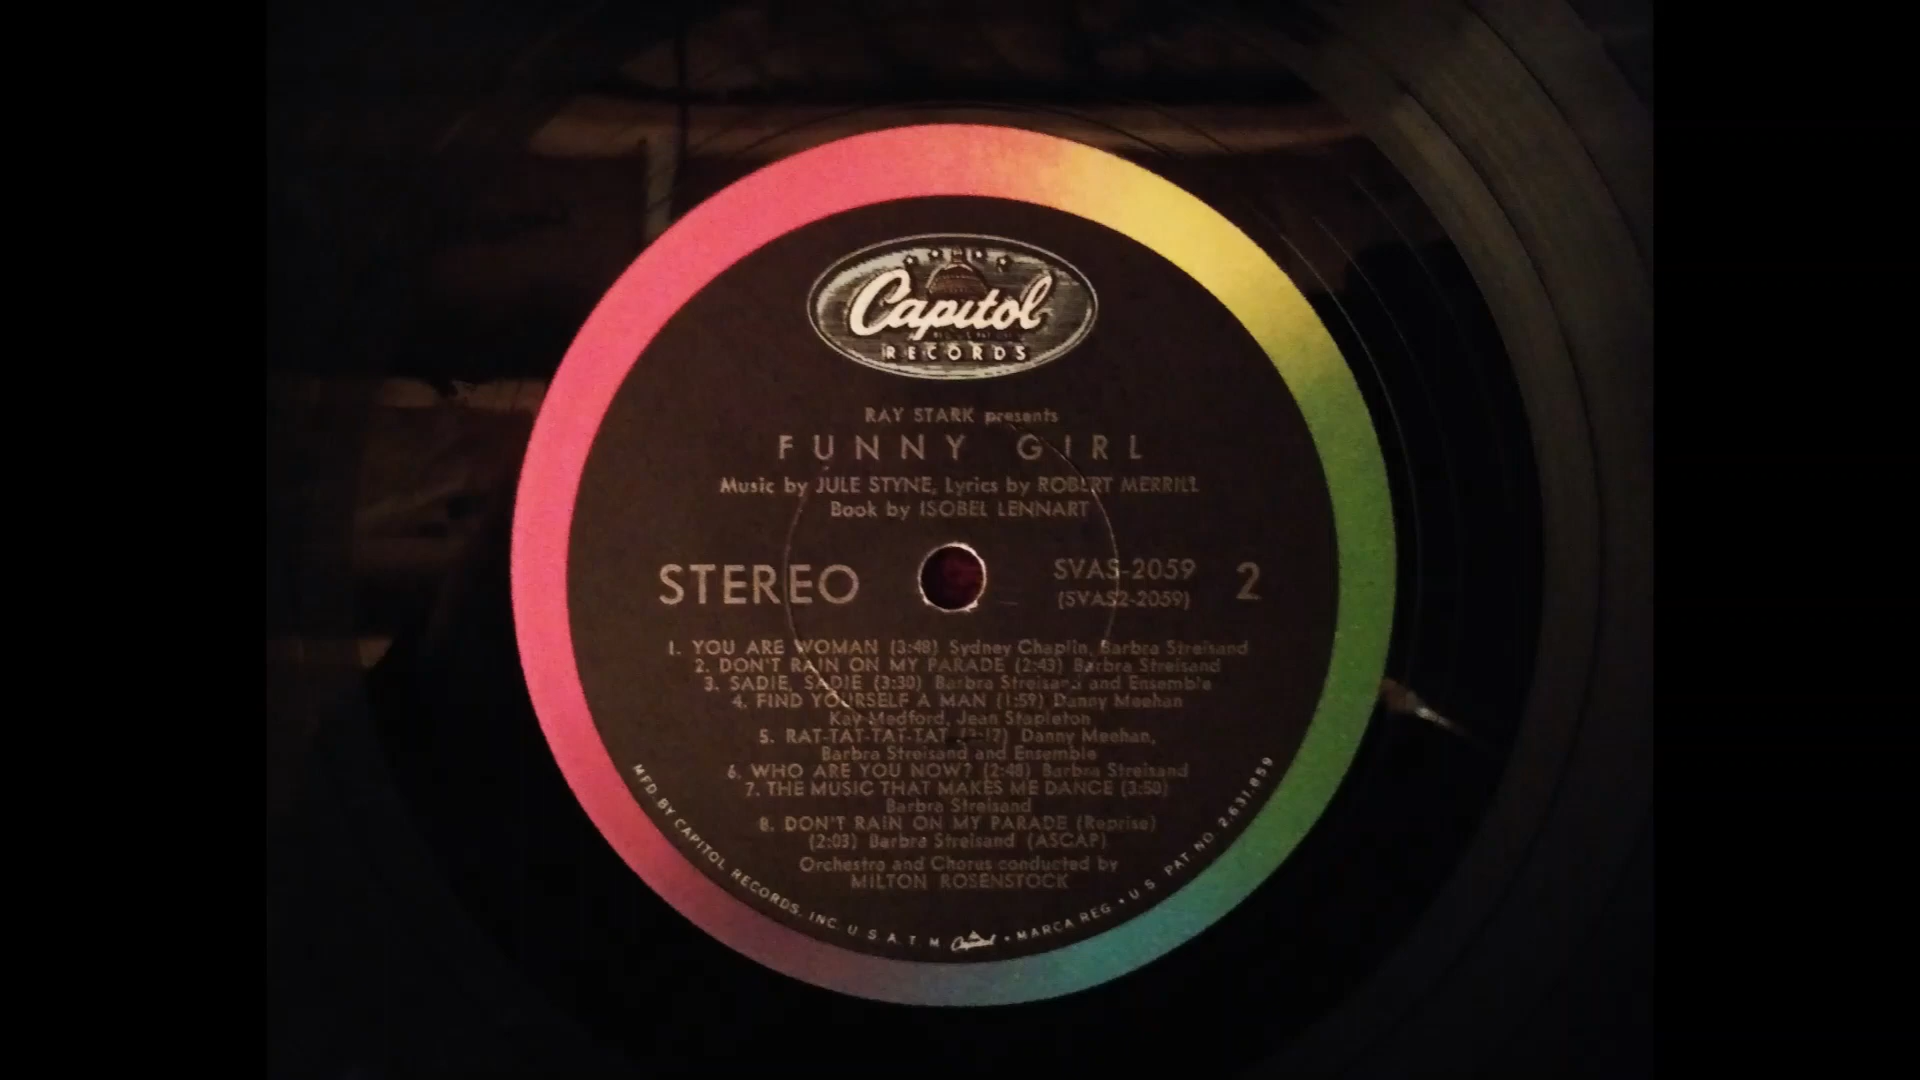 Capitol
RECORDS
RAY STARK presents
FUNNY GIRL
Music by JULE STYNE, Lyrics by ROBERT MERRILL
Book by ISOBEL LENNART
STEREO
SVAS-2059
(SVAS2-2059)
2
1. YOU ARE WOMAN (3:48) Sydney Chaplin, Barbra Streisand
2. DON'T RAIN ON MY PARADE (2:43) Barbra Streisand
3. SADIE, SADIE (3:30) Barbra Streisand and Ensemble
4. FIND YOURSELF A MAN (1:59) Danny Meehan
Kay Medford, Jean Stapleton
5. RAT-TAT-TAT-TAT Danny Meehan,
Barbra Streisand and Ensemble
6. WHO ARE YOU NOW? (2:48) Barbra Streisand
7. THE MUSIC THAT MAKES ME DANCE (3:50)
Barbra Streisand
8. DON'T RAIN ON MY PARADE (Reprise)
(2:03) Barbra Streisand (ASCAP)
Orchestra and Chorus conducted by
MILTON ROSENSTOCK
MFD. BY CAPITOL RECORDS, INC. U. S. A. T. M. Capitol • MARCA REG. • U. S. PAT. NO. 2,631,859